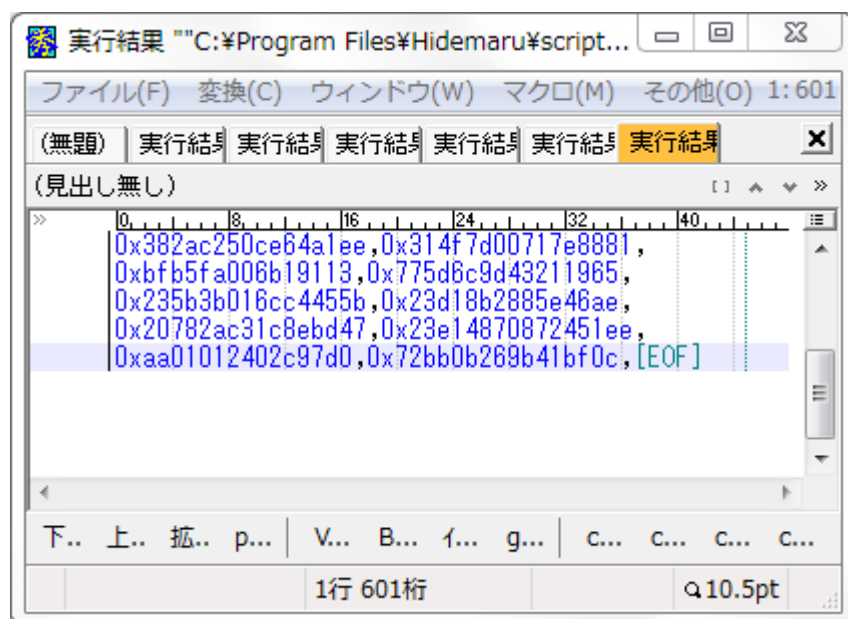 実行結果 ""C:¥Program Files¥Hidemaru¥script...
ファイル(F) 変換(C) ウィンドウ(W) マクロ(M) その他(O) 1:601
(無題) 実行結果 実行結果 実行結果 実行結果 実行結果 実行結果
(見出し無し)
0 8 16 24 32 40
0x382ac250ce64a1ee,0x314f7d00717e8881,
0xbfb5fa006b19113,0x775d6c9d43211965,
0x235b3b016cc4455b,0x23d18b2885e46ae,
0x20782ac31c8ebd47,0x23e14870872451ee,
0xaa01012402c97d0,0x72bb0b269b41bf0c,[EOF]
下.. 上.. 拡.. p... V... B... イ... g... c... c... c... c...
1行 601桁 10.5pt